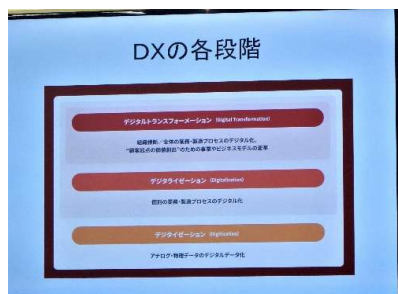 DXの各段階
デジタルトランスフォーメーション (Digital Transformation)
組織横断/全体の業務・製造プロセスのデジタル化、
"顧客起点の価値創出"のための事業やビジネスモデルの変革
デジタライゼーション (Digitalization)
個別の業務・製造プロセスのデジタル化
デジタイゼーション (Digitization)
アナログ・物理データのデジタルデータ化